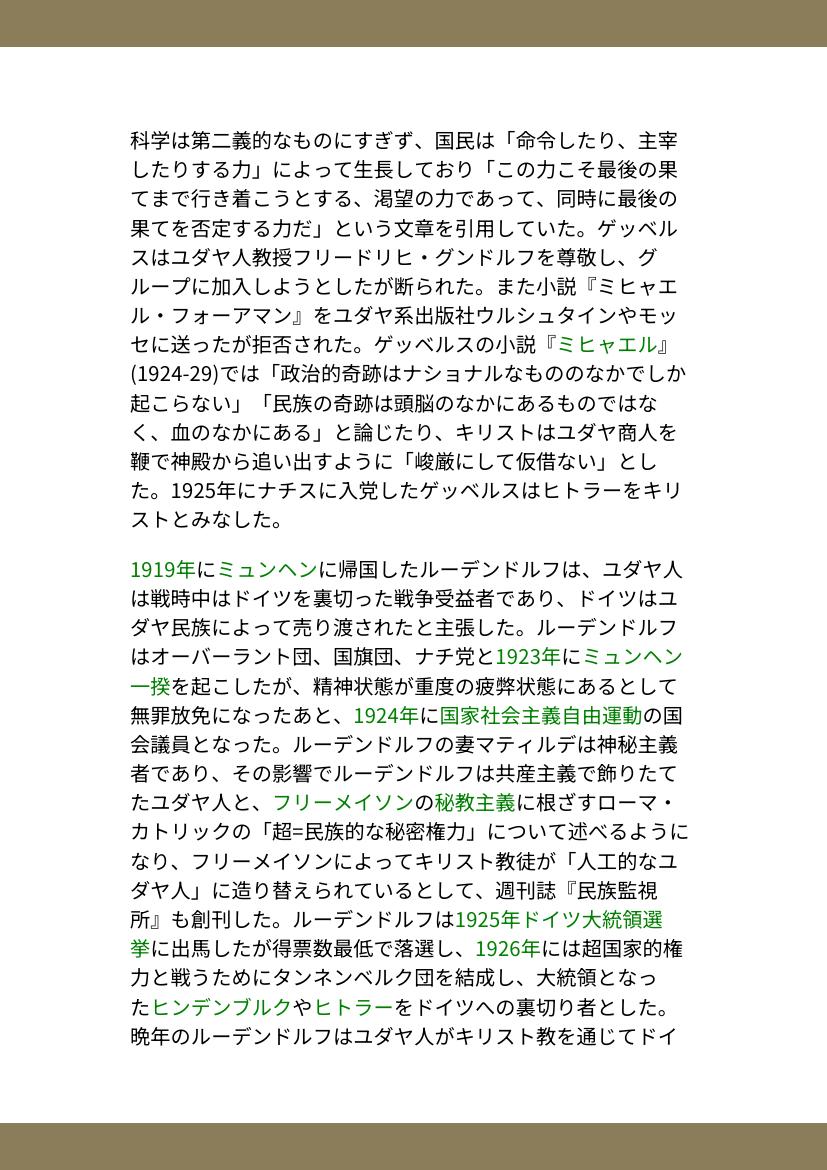 科学は第二義的なものにすぎず、国民は「命令したり、主宰
したりする力」によって生長しており「この力こそ最後の果
てまで行き着こうとする、渇望の力であって、同時に最後の
果てを否定する力だ」という文章を引用していた。ゲッベル
スはユダヤ人教授フリードリヒ・グンドルフを尊敬し、グ
ループに加入しようとしたが断られた。また小説『ミヒャエ
ル・フォーアマン』をユダヤ系出版社ウルシュタインやモッ
セに送ったが拒否された。ゲッベルスの小説『ミヒャエル』
(1924-29)では「政治的奇跡はナショナルなもののなかでしか
起こらない」「民族の奇跡は頭脳のなかにあるものではな
く、血のなかにある」と論じたり、キリストはユダヤ商人を
鞭で神殿から追い出すように「峻厳にして仮借ない」とし
た。1925年にナチスに入党したゲッベルスはヒトラーをキリ
ストとみなした。
1919年にミュンヘンに帰国したルーデンドルフは、ユダヤ人
は戦時中はドイツを裏切った戦争受益者であり、ドイツはユ
ダヤ民族によって売り渡されたと主張した。ルーデンドルフ
はオーバーラント団、国旗団、ナチ党と1923年にミュンヘン
一揆を起こしたが、精神状態が重度の疲弊状態にあるとして
無罪放免になったあと、1924年に国家社会主義自由運動の国
会議員となった。ルーデンドルフの妻マティルデは神秘主義
者であり、その影響でルーデンドルフは共産主義で飾りたて
たユダヤ人と、フリーメイソンの秘教主義に根ざすローマ・
カトリックの「超=民族的な秘密権力」について述べるように
なり、フリーメイソンによってキリスト教徒が「人工的なユ
ダヤ人」に造り替えられているとして、週刊誌『民族監視
所』も創刊した。ルーデンドルフは1925年ドイツ大統領選
挙に出馬したが得票数最低で落選し、1926年には超国家的権
力と戦うためにタンネンベルク団を結成し、大統領となっ
たヒンデンブルクやヒトラーをドイツへの裏切り者とした。
晩年のルーデンドルフはユダヤ人がキリスト教を通じてドイ